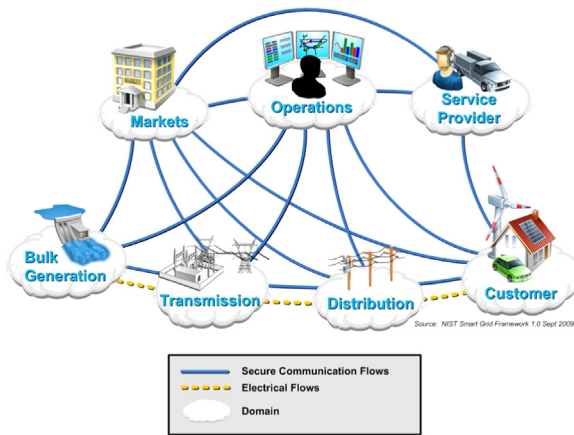 Markets
Operations
Service
Provider
Bulk
Generation
Transmission
Distribution
Customer
Source: NIST Smart Grid Framework 1.0 Sept 2009
Secure Communication Flows
Electrical Flows
Domain